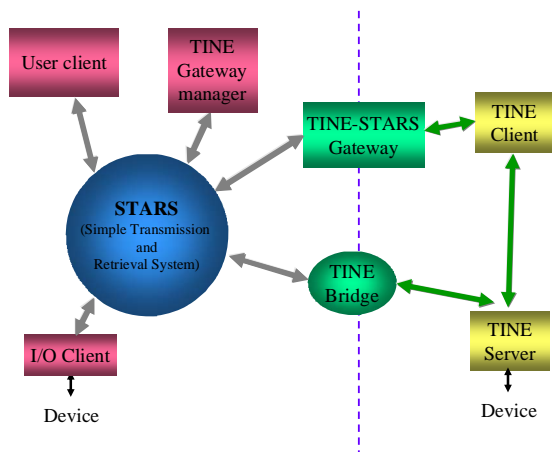 User client
TINE
Gateway
manager
TINE-STARS
Gateway
TINE
Client
STARS
(Simple Transmission
and
Retrieval System)
TINE
Bridge
I/O Client
TINE
Server
Device
Device